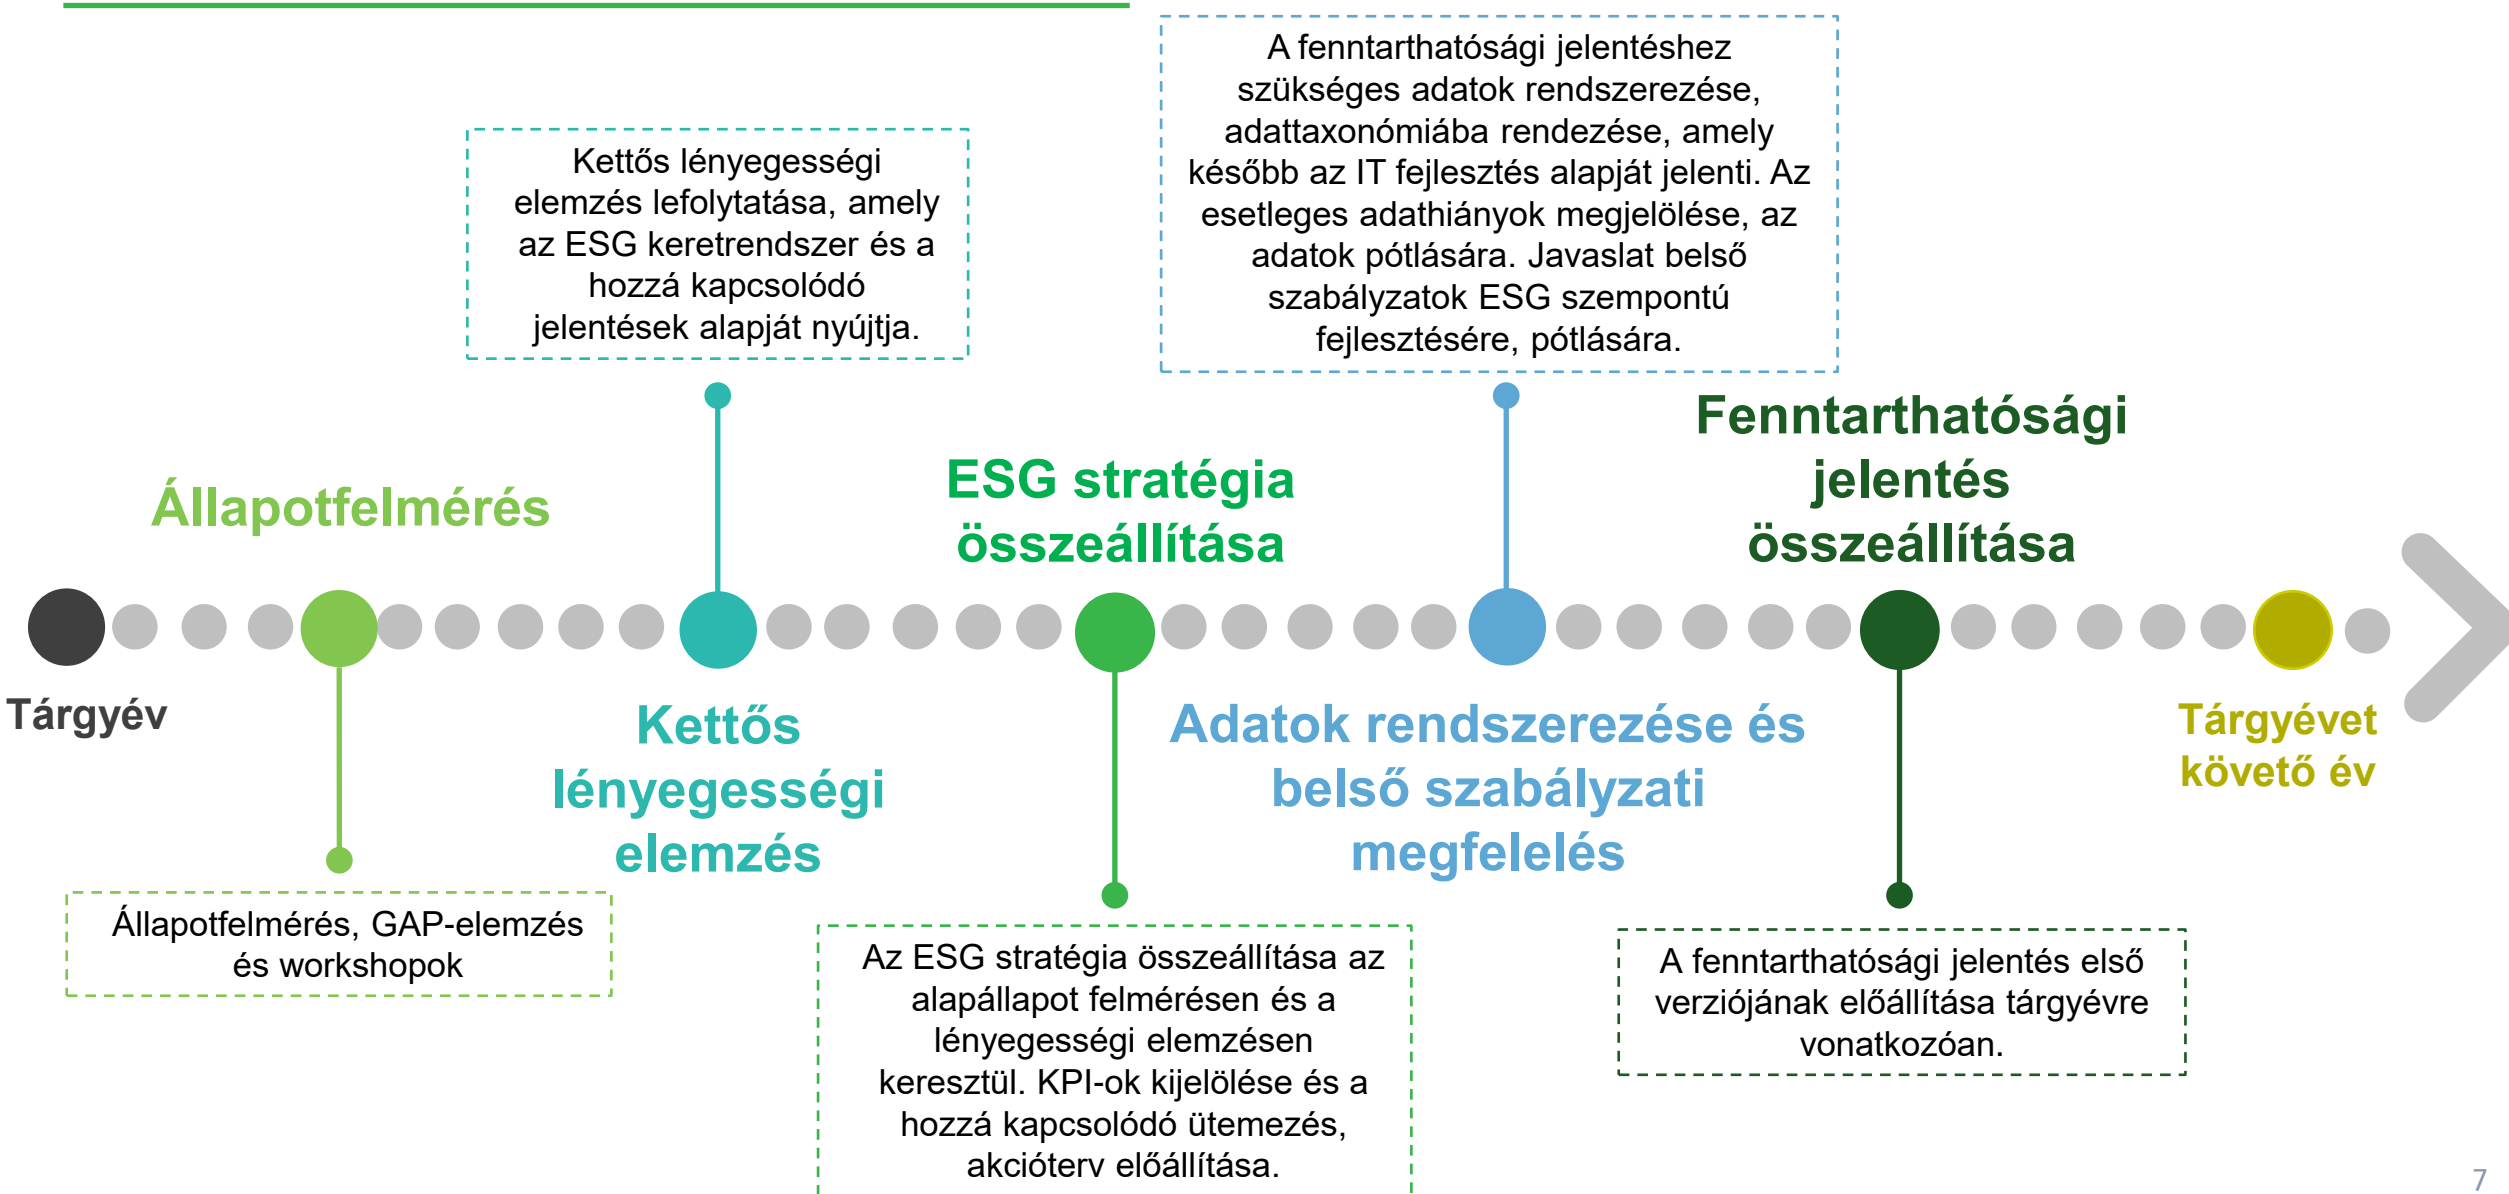 A fenntarthatósági jelentéshez
szükséges adatok rendszerezése,
adattaxonómiába rendezése, amely
később az IT fejlesztés alapját jelenti. Az
esetleges adathiányok megjelölése, az
adatok pótlására. Javaslat belső
szabályzatok ESG szempontú
fejlesztésére, pótlására.
Kettős lényegességi
elemzés lefolytatása, amely
az ESG keretrendszer és a
hozzá kapcsolódó
jelentések alapját nyújtja.
Állapotfelmérés
ESG stratégia
összeállítása
Fenntarthatósági
jelentés
összeállítása
Tárgyév
Kettős
lényegességi
elemzés
Adatok rendszerezése és
belső szabályzati
megfelelés
Tárgyévet
követő év
Állapotfelmérés, GAP-elemzés
és workshopok
Az ESG stratégia összeállítása az
alapállapot felmérésen és a
lényegességi elemzésen
keresztül. KPI-ok kijelölése és a
hozzá kapcsolódó ütemezés,
akcióterv előállítása.
A fenntarthatósági jelentés első
verziójának előállítása tárgyévre
vonatkozóan.
7